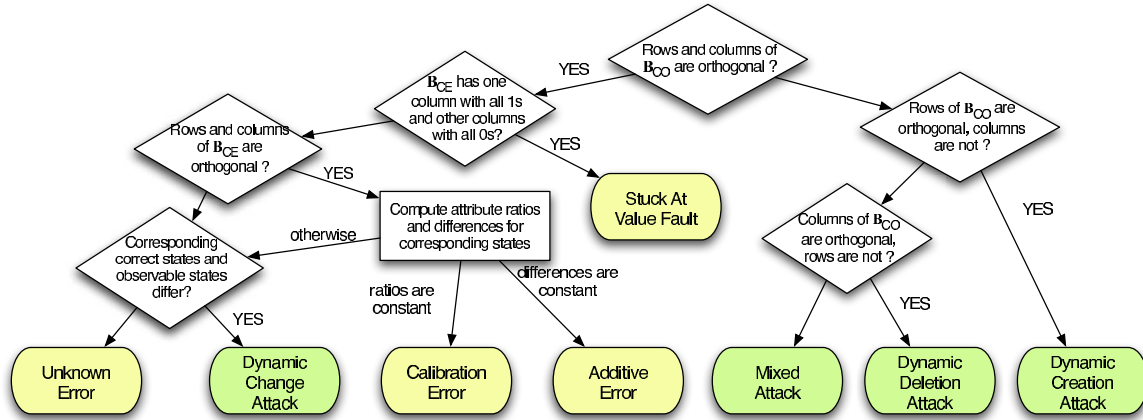 Rows and columns of
B_CO are orthogonal ?
YES
B_CE has one
column with all 1s
and other columns
with all 0s?
Rows of B_CO are
orthogonal, columns
are not ?
Rows and columns
of B_CE are
orthogonal ?
YES
YES
Stuck At
Value Fault
Compute attribute ratios
and differences for
corresponding states
Columns of B_CO
are orthogonal,
rows are not ?
YES
otherwise
Corresponding
correct states and
observable states
differ?
ratios are
constant
differences are
constant
YES
YES
Unknown
Error
Dynamic
Change
Attack
Calibration
Error
Additive Error
Mixed
Attack
Dynamic
Deletion
Attack
Dynamic
Creation
Attack